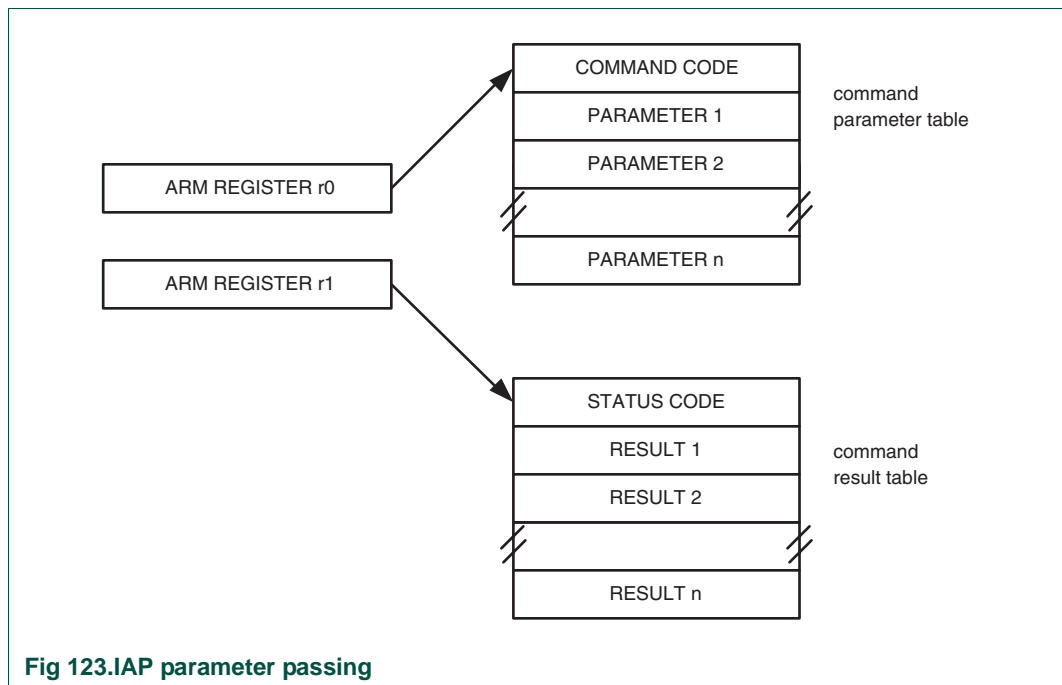 COMMAND CODE
PARAMETER 1
PARAMETER 2
PARAMETER n
command
parameter table
ARM REGISTER r0
ARM REGISTER r1
STATUS CODE
RESULT 1
RESULT 2
RESULT n
command
result table
Fig 123.IAP parameter passing